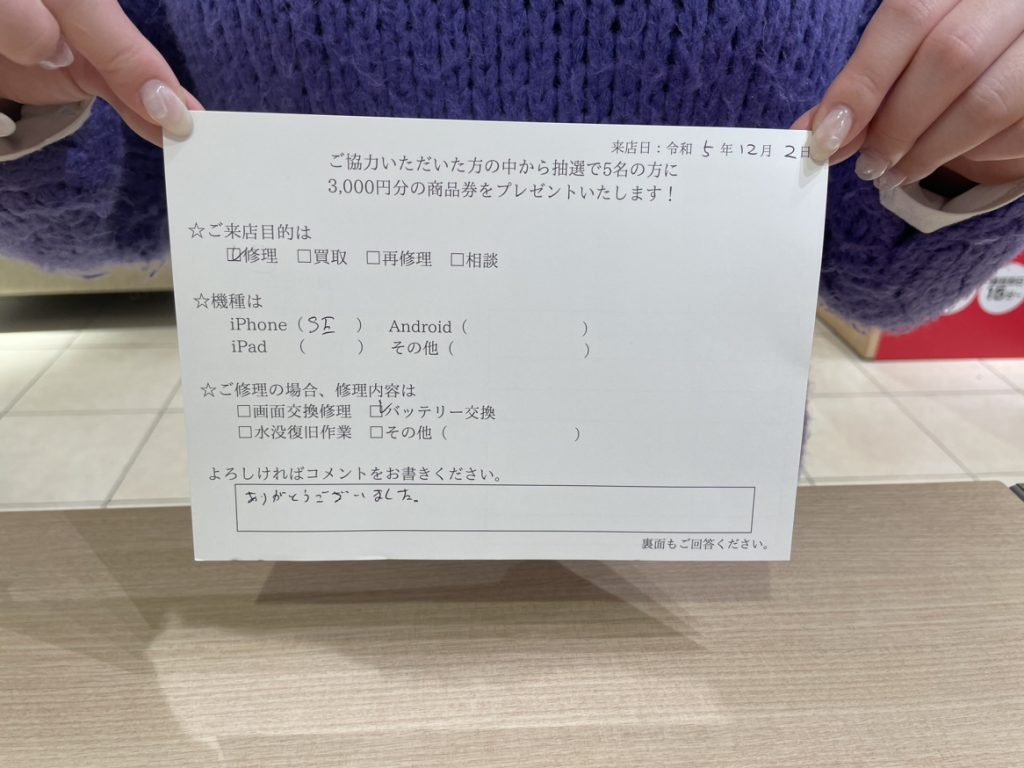 来店日：令和 5 年 12 月 2 日
ご協力いただいた方の中から抽選で5名の方に
3,000円分の商品券をプレゼントいたします！
☆ご来店目的は
☑修理 □買取 □再修理 □相談
☆機種は
iPhone（SE ） Android（ ）
iPad （ ） その他（ ）
☆ご修理の場合、修理内容は
□画面交換修理 ☑バッテリー交換
□水没復旧作業 □その他（ ）
よろしければコメントをお書きください。
ありがとうございました。
裏面もご回答ください。